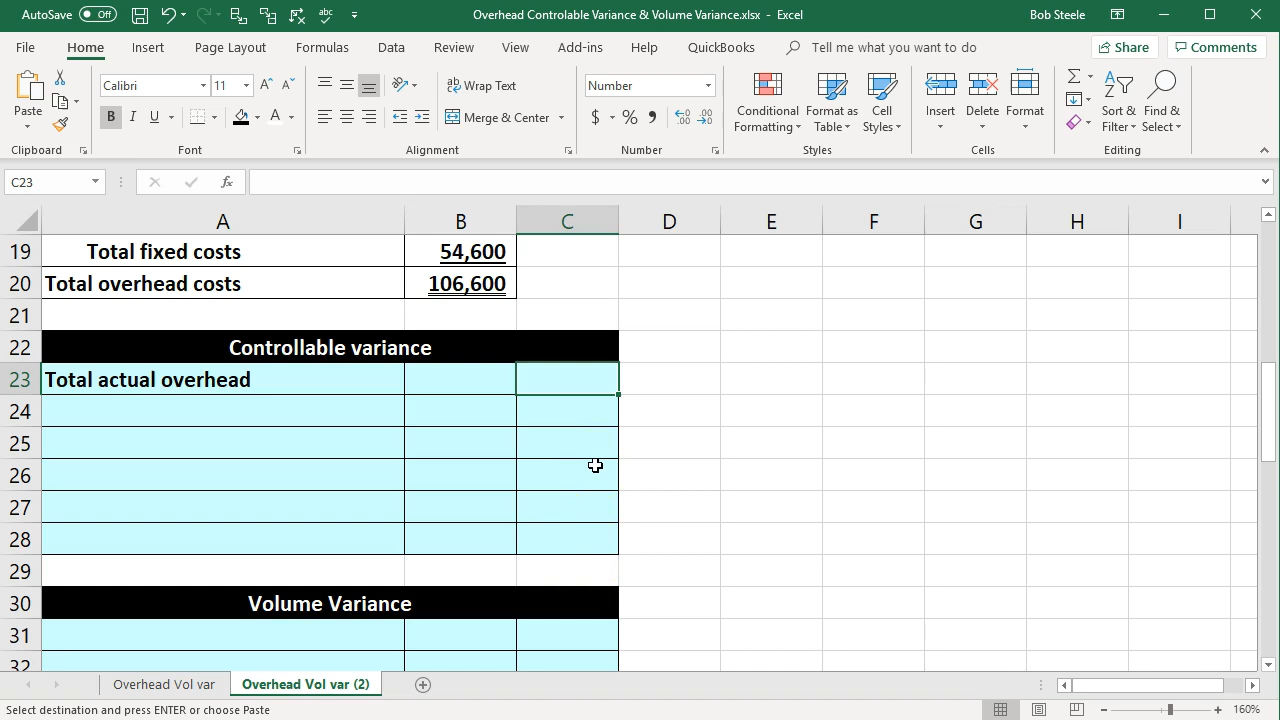 AutoSave Off Overhead Controlable Variance & Volume Variance.xlsx - Excel Bob Steele
File Home Insert Page Layout Formulas Data Review View Add-ins Help QuickBooks Tell me what you want to do Share Comments
Paste Calibri 11 A A B I U A ab Wrap Text Merge & Center Number $ % Conditional Formatting Format as Table Cell Styles Insert Delete Format Sort & Filter Find & Select
Clipboard Font Alignment Number Styles Cells Editing
C23 fx
A B C D E F G H I
19 Total fixed costs 54,600
20 Total overhead costs 106,600
21
22 Controllable variance
23 Total actual overhead
24
25
26
27
28
29
30 Volume Variance
31
32
Overhead Vol var Overhead Vol var (2)
Select destination and press ENTER or choose Paste 160%